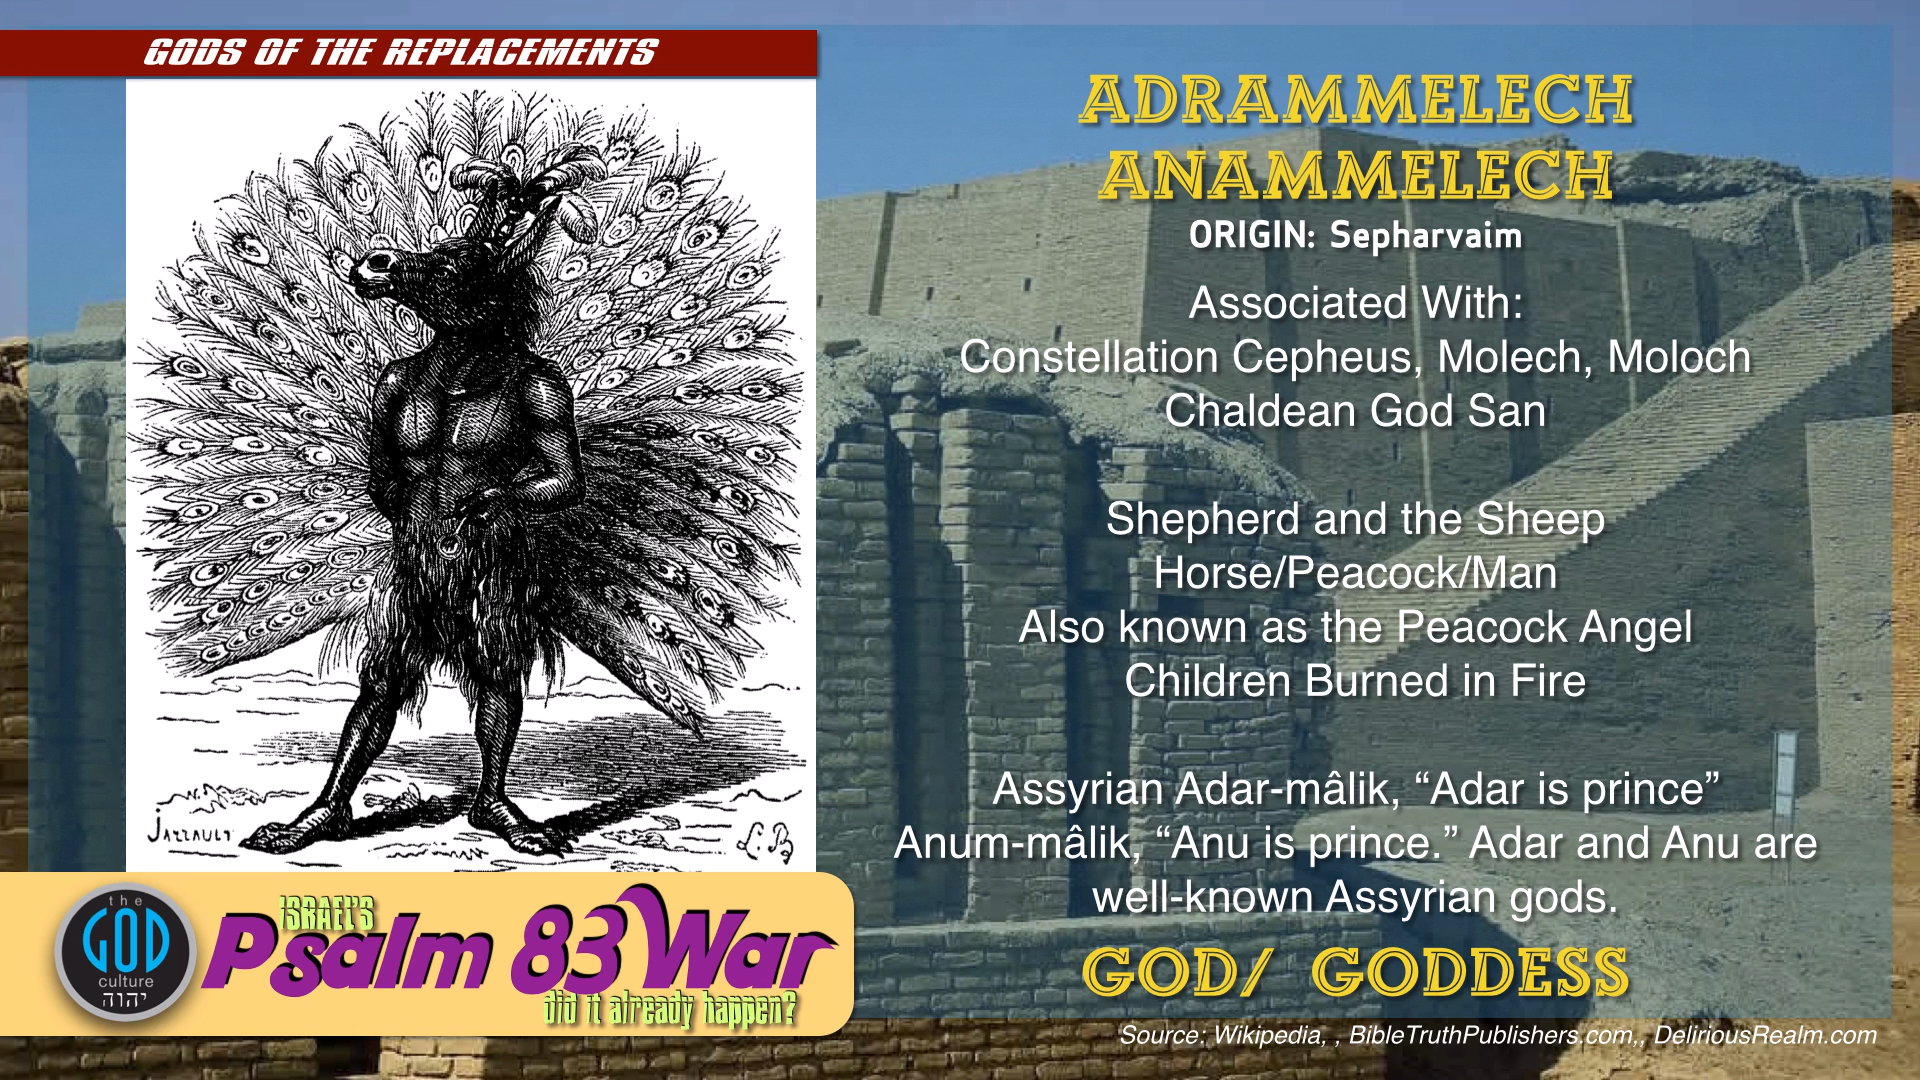 GODS OF THE REPLACEMENTS
ADRAMMELECH
ANAMMELECH
ORIGIN: Sepharvaim
Associated With:
Constellation Cepheus, Molech, Moloch
Chaldean God San
Shepherd and the Sheep
Horse/Peacock/Man
Also known as the Peacock Angel
Children Burned in Fire
Assyrian Adar-mâlik, “Adar is prince”
Anum-mâlik, “Anu is prince.” Adar and Anu are
well-known Assyrian gods.
GOD/ GODDESS
Source: Wikipedia, , BibleTruthPublishers.com,, DeliriousRealm.com
JARRAULT
L.B
the
GOD
culture
יהוה
ISRAEL'S
Psalm 83 War
did it already happen?